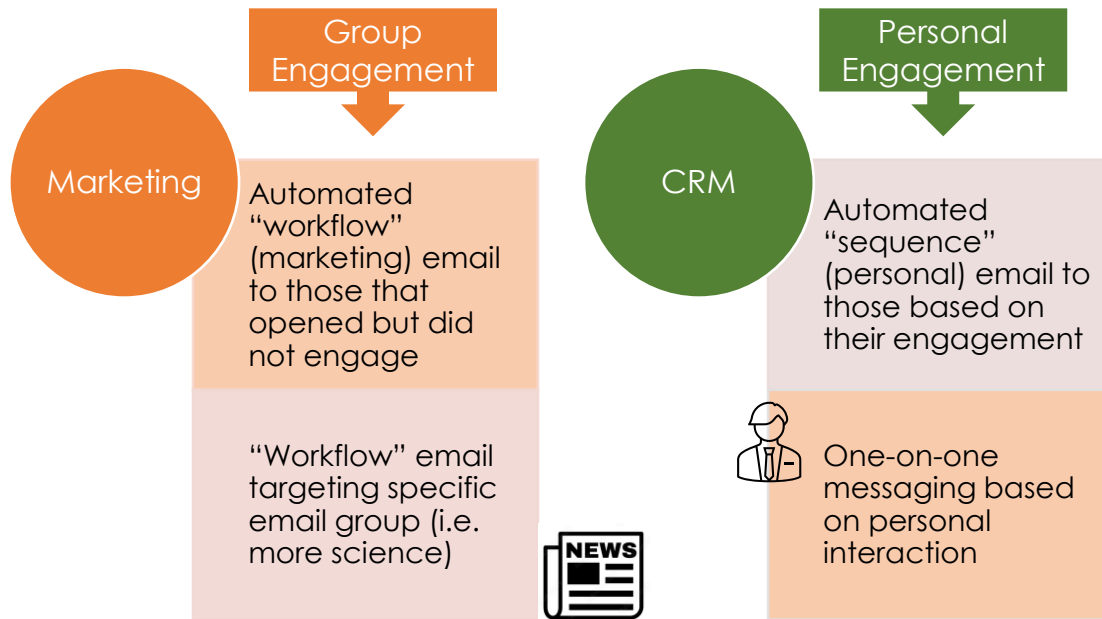 Group
Engagement
Marketing
Automated
“workflow”
(marketing) email
to those that
opened but did
not engage
“Workflow” email
targeting specific
email group (i.e.
more science)
NEWS
Personal
Engagement
CRM
Automated
“sequence”
(personal) email to
those based on
their engagement
One-on-one
messaging based
on personal
interaction